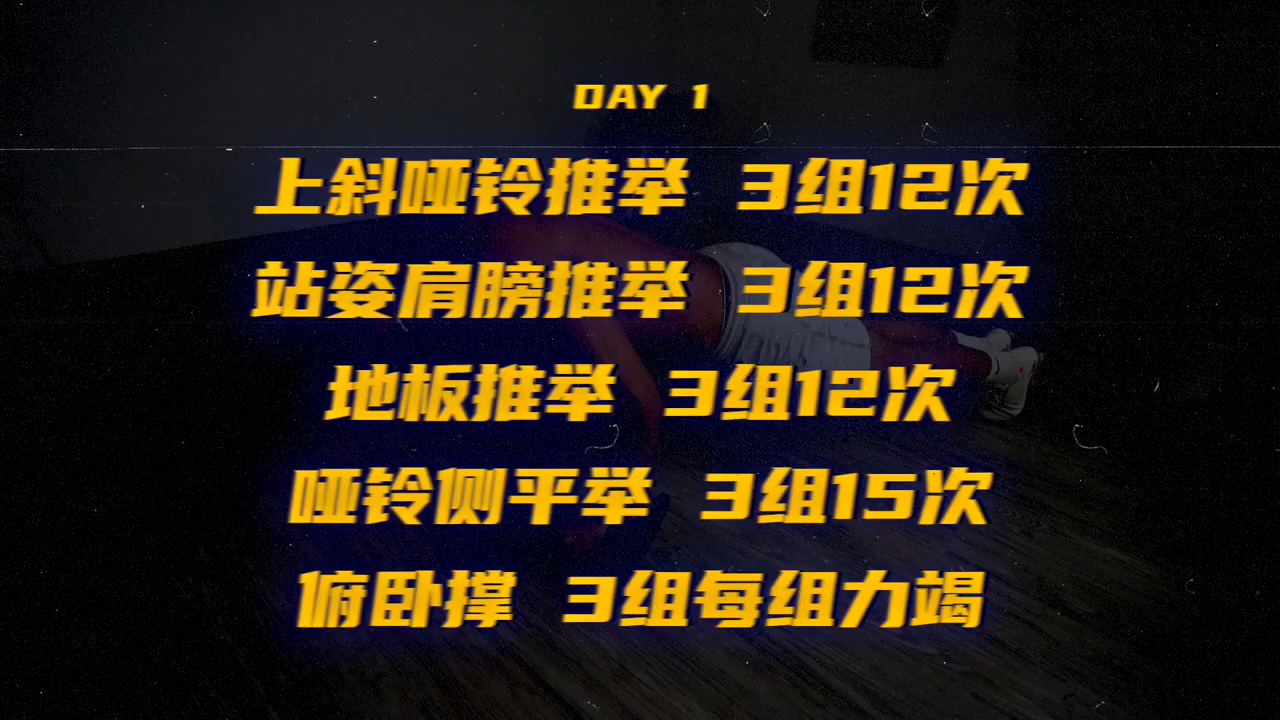 DAY 1
上斜哑铃推举 3组12次
站姿肩膀推举 3组12次
地板推举 3组12次
哑铃侧平举 3组15次
俯卧撑 3组每组力竭